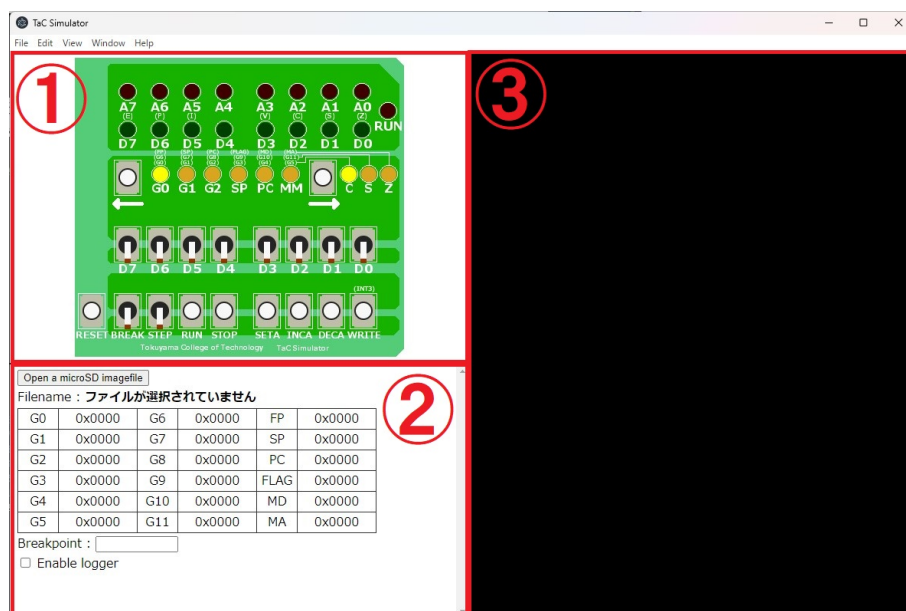 TaC Simulator
File Edit View Window Help
①
A7 A6 A5 A4 A3 A2 A1 A0
(E) (P) (I) (V) (C) (S) (Z)
RUN
D7 D6 D5 D4 D3 D2 D1 D0
G0 G1 G2 SP PC MM C S Z
D7 D6 D5 D4 D3 D2 D1 D0
(INT3)
RESET BREAK STEP RUN STOP SETA INCA DECA WRITE
Tokuyama College of Technology TaC Simulator
②
Open a microSD imagefile
Filename : ファイルが選択されていません
G0 0x0000 G6 0x0000 FP 0x0000
G1 0x0000 G7 0x0000 SP 0x0000
G2 0x0000 G8 0x0000 PC 0x0000
G3 0x0000 G9 0x0000 FLAG 0x0000
G4 0x0000 G10 0x0000 MD 0x0000
G5 0x0000 G11 0x0000 MA 0x0000
Breakpoint :
Enable logger
③